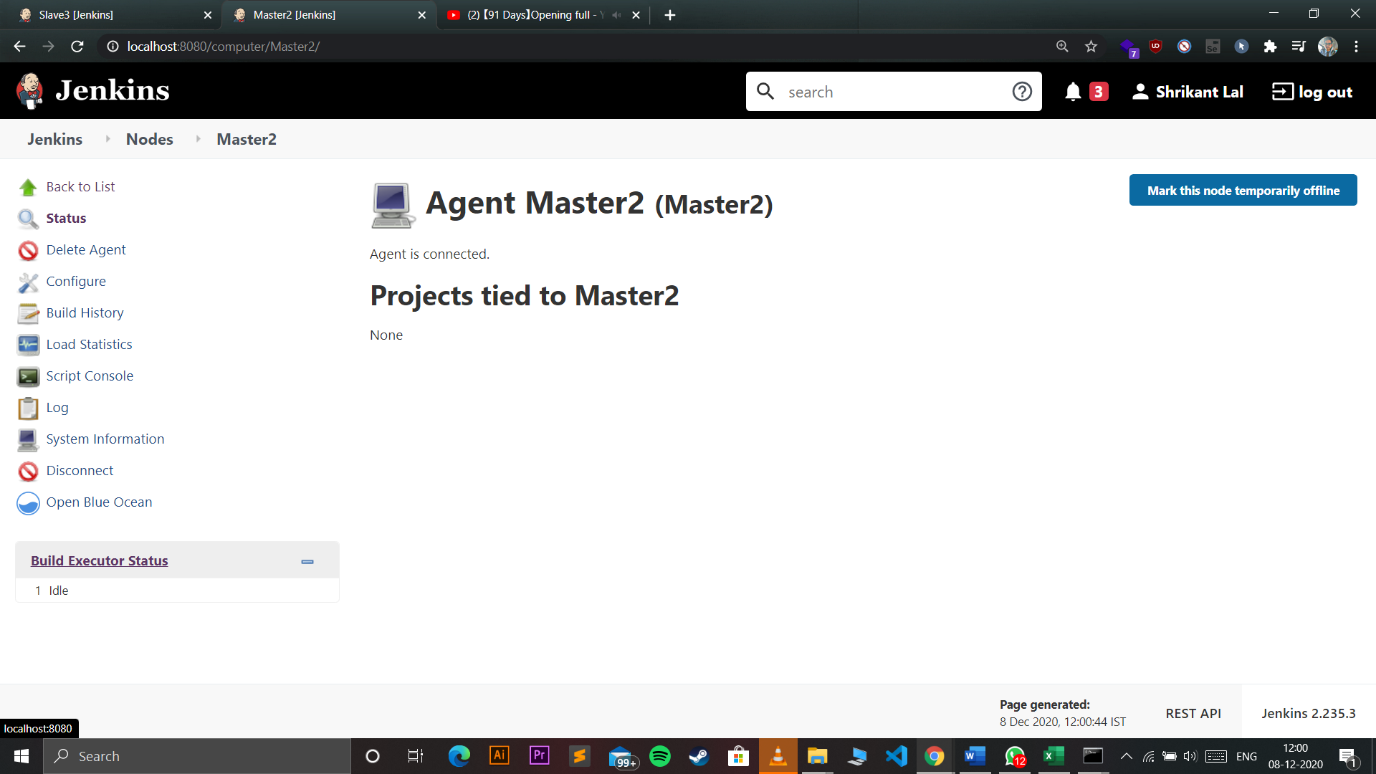 Slave3 [Jenkins]
Master2 [Jenkins]
(2) 【91 Days】Opening full - Y
localhost:8080/computer/Master2/
7
Jenkins
search
3
Shrikant Lal
log out
Jenkins
Nodes
Master2
Back to List
Status
Delete Agent
Configure
Build History
Load Statistics
Script Console
Log
System Information
Disconnect
Open Blue Ocean
Build Executor Status
1 Idle
Agent Master2 (Master2)
Mark this node temporarily offline
Agent is connected.
Projects tied to Master2
None
Page generated:
8 Dec 2020, 12:00:44 IST
REST API
Jenkins 2.235.3
localhost:8080
Search
Ai
Pr
99+
12
ENG
12:00
08-12-2020
1